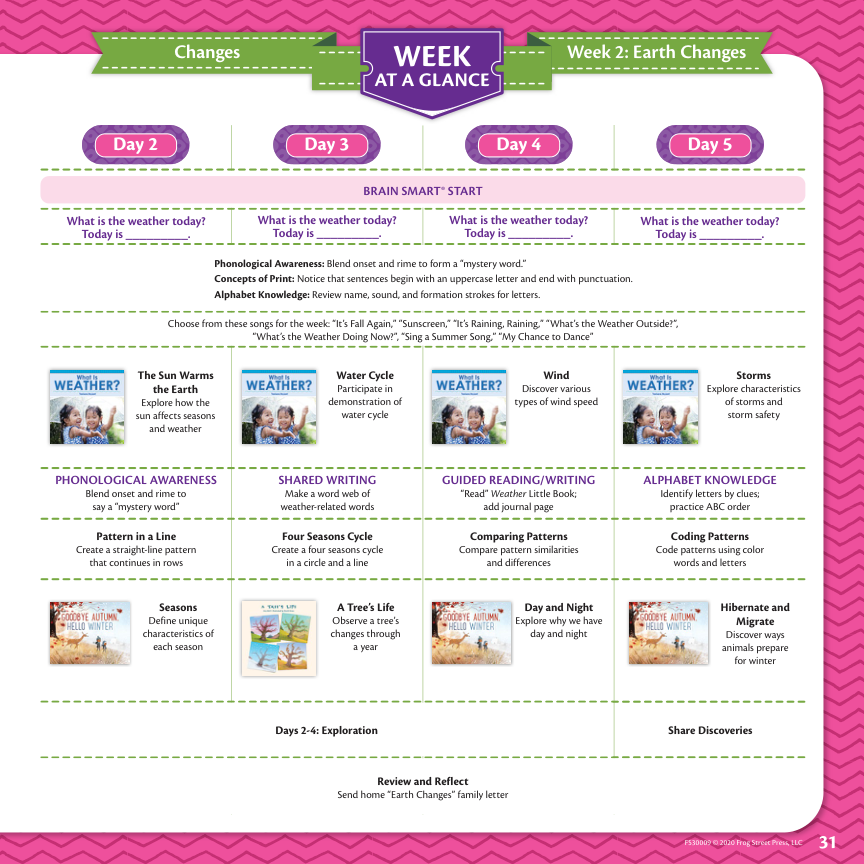 Changes
WEEK
AT A GLANCE
Week 2: Earth Changes
Day 2
Day 3
Day 4
Day 5
BRAIN SMART® START
What is the weather today?
Today is __________.
What is the weather today?
Today is __________.
What is the weather today?
Today is __________.
What is the weather today?
Today is __________.
Phonological Awareness: Blend onset and rime to form a “mystery word.”
Concepts of Print: Notice that sentences begin with an uppercase letter and end with punctuation.
Alphabet Knowledge: Review name, sound, and formation strokes for letters.
Choose from these songs for the week: “It’s Fall Again,” “Sunscreen,” “It’s Raining, Raining,” “What’s the Weather Outside?”,
“What’s the Weather Doing Now?”, “Sing a Summer Song,” “My Chance to Dance”
What is
WEATHER?
The Sun Warms
the Earth
Explore how the
sun affects seasons
and weather
What is
WEATHER?
Water Cycle
Participate in
demonstration of
water cycle
What is
WEATHER?
Wind
Discover various
types of wind speed
What is
WEATHER?
Storms
Explore characteristics
of storms and
storm safety
PHONOLOGICAL AWARENESS
Blend onset and rime to
say a “mystery word”
SHARED WRITING
Make a word web of
weather-related words
GUIDED READING/WRITING
“Read” Weather Little Book;
add journal page
ALPHABET KNOWLEDGE
Identify letters by clues;
practice ABC order
Pattern in a Line
Create a straight-line pattern
that continues in rows
Four Seasons Cycle
Create a four seasons cycle
in a circle and a line
Comparing Patterns
Compare pattern similarities
and differences
Coding Patterns
Code patterns using color
words and letters
GOODBYE AUTUMN,
HELLO WINTER
Seasons
Define unique
characteristics of
each season
A TREE’S LIFE
A Tree’s Life
Observe a tree’s
changes through
a year
GOODBYE AUTUMN,
HELLO WINTER
Day and Night
Explore why we have
day and night
GOODBYE AUTUMN,
HELLO WINTER
Hibernate and
Migrate
Discover ways
animals prepare
for winter
Days 2-4: Exploration
Share Discoveries
Review and Reflect
Send home “Earth Changes” family letter
FS30009 © 2020 Frog Street Press, LLC
31